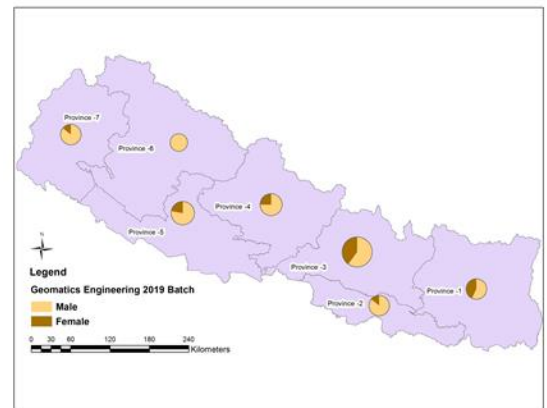 Province -7
Province -6
Province -4
Province -5
Province -3
Province -1
Province -2
N
Legend
Geomatics Engineering 2019 Batch
Male
Female
0 30 60 120 180 240
Kilometers